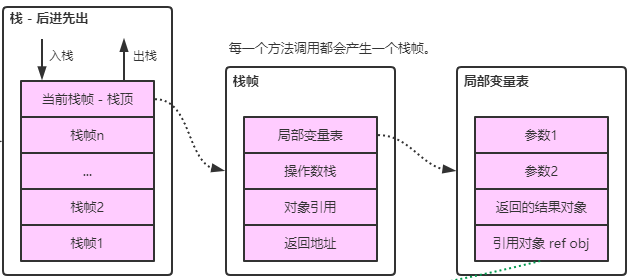 栈 - 后进先出
入栈
出栈
当前栈帧 - 栈顶
栈帧n
...
栈帧2
栈帧1
每一个方法调用都会产生一个栈帧。
栈帧
局部变量表
操作数栈
对象引用
返回地址
局部变量表
参数1
参数2
返回的结果对象
引用对象 ref obj